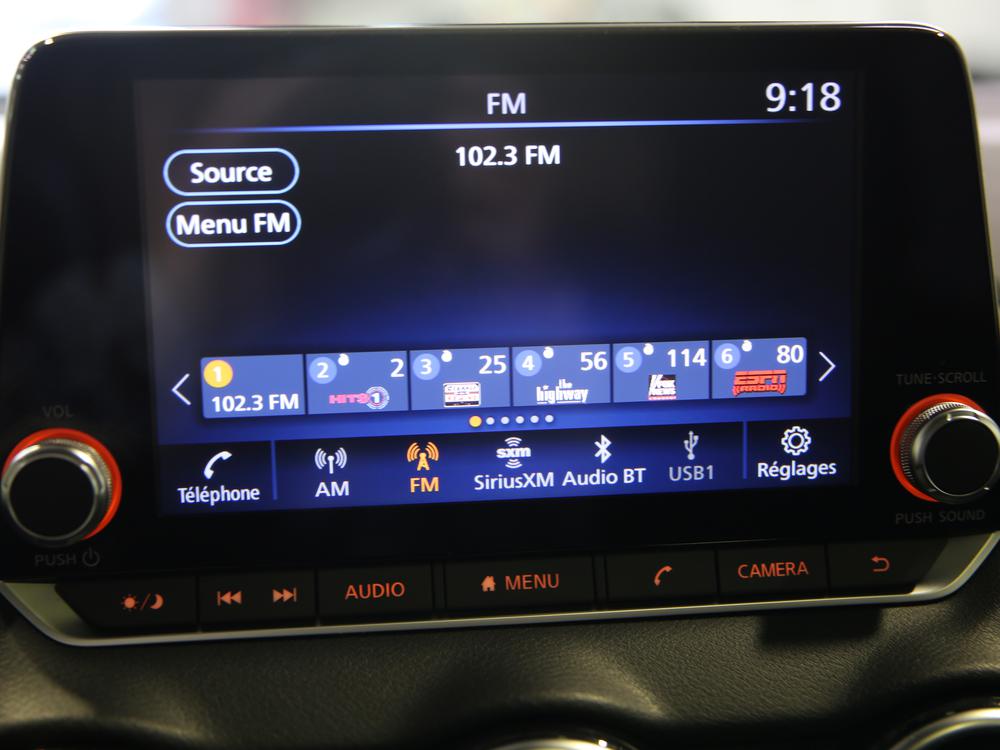 FM
9:18
102.3 FM
Source
Menu FM
1
102.3 FM
2 2
HITS 1
3 25
4 56
the highway
5 114
6 80
ESPN
RADIO
VOL
PUSH
TUNE·SCROLL
PUSH SOUND
Téléphone
AM
FM
sxm
SiriusXM
Audio BT
USB1
Réglages
AUDIO
MENU
CAMERA